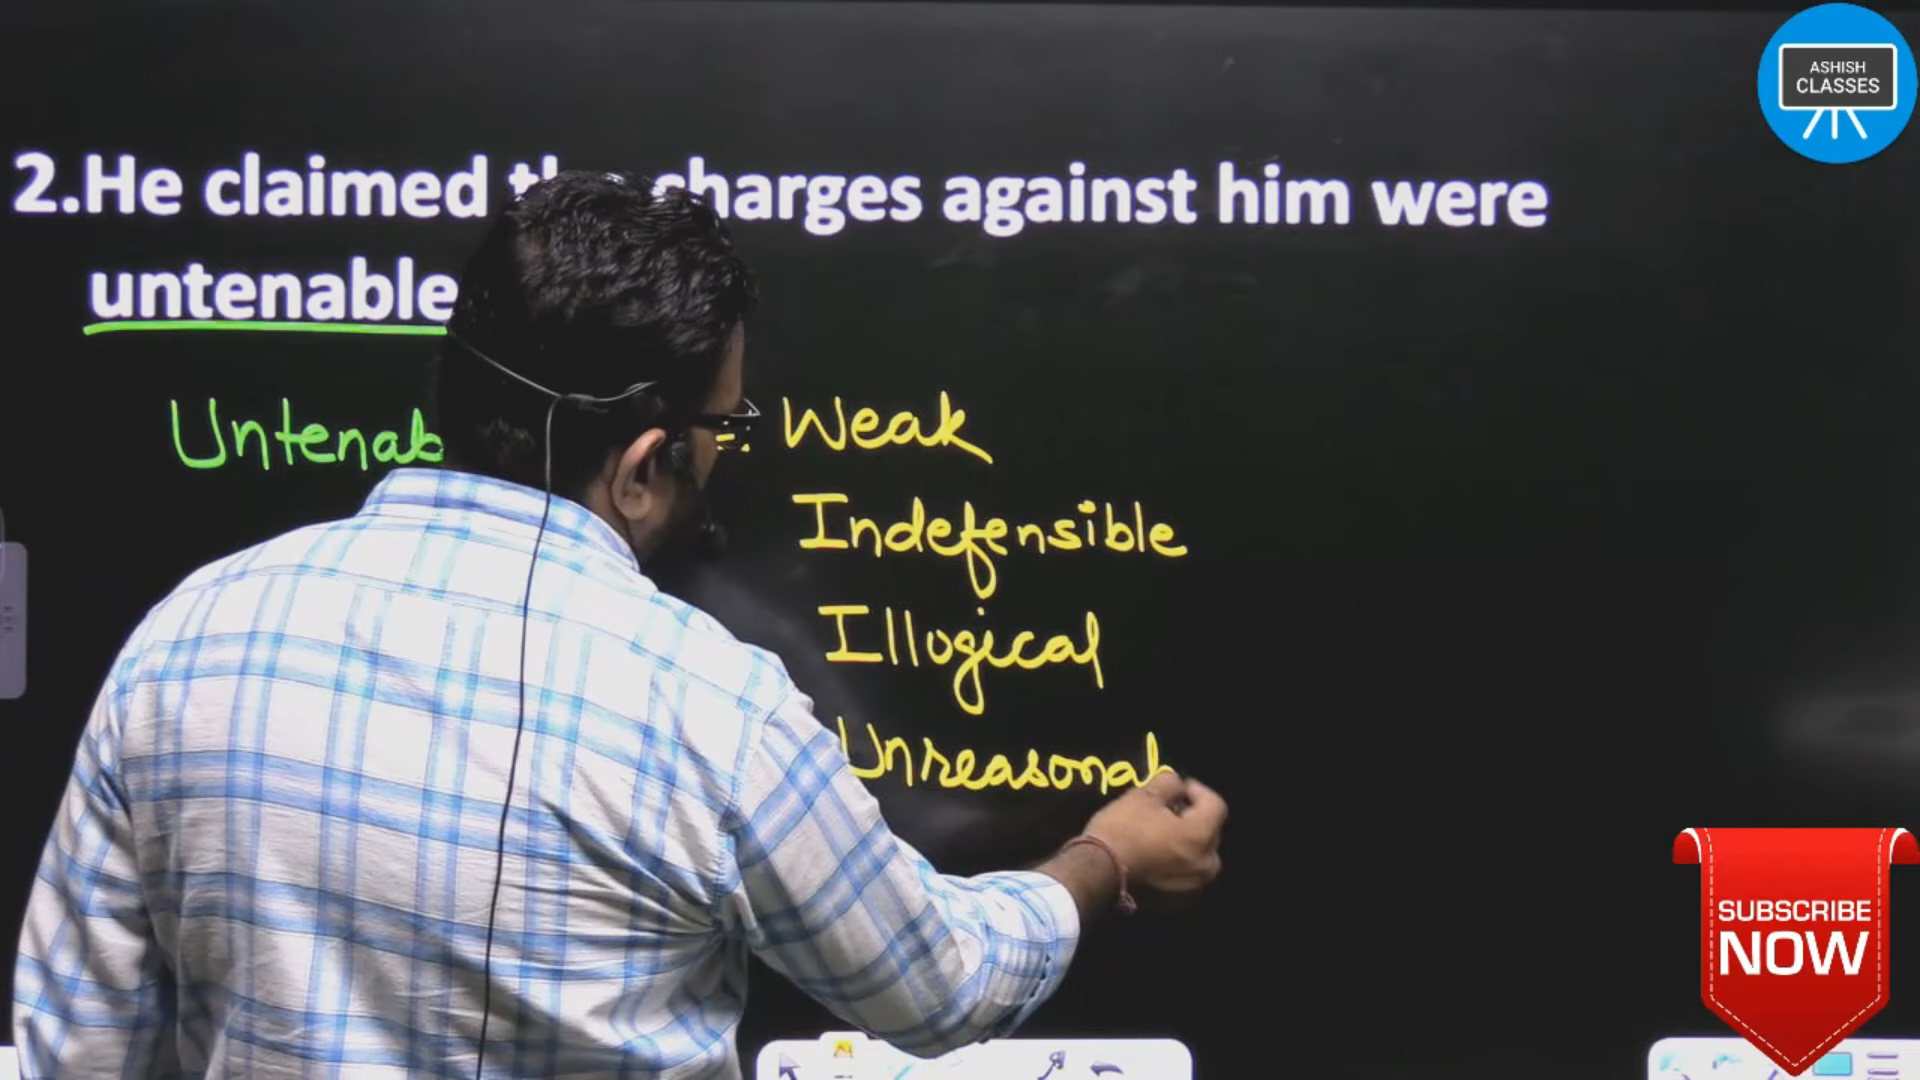 ASHISH
CLASSES
2.He claimed charges against him were
untenable
Untenab
Weak
Indefensible
Illogical
Unreasonab
SUBSCRIBE
NOW